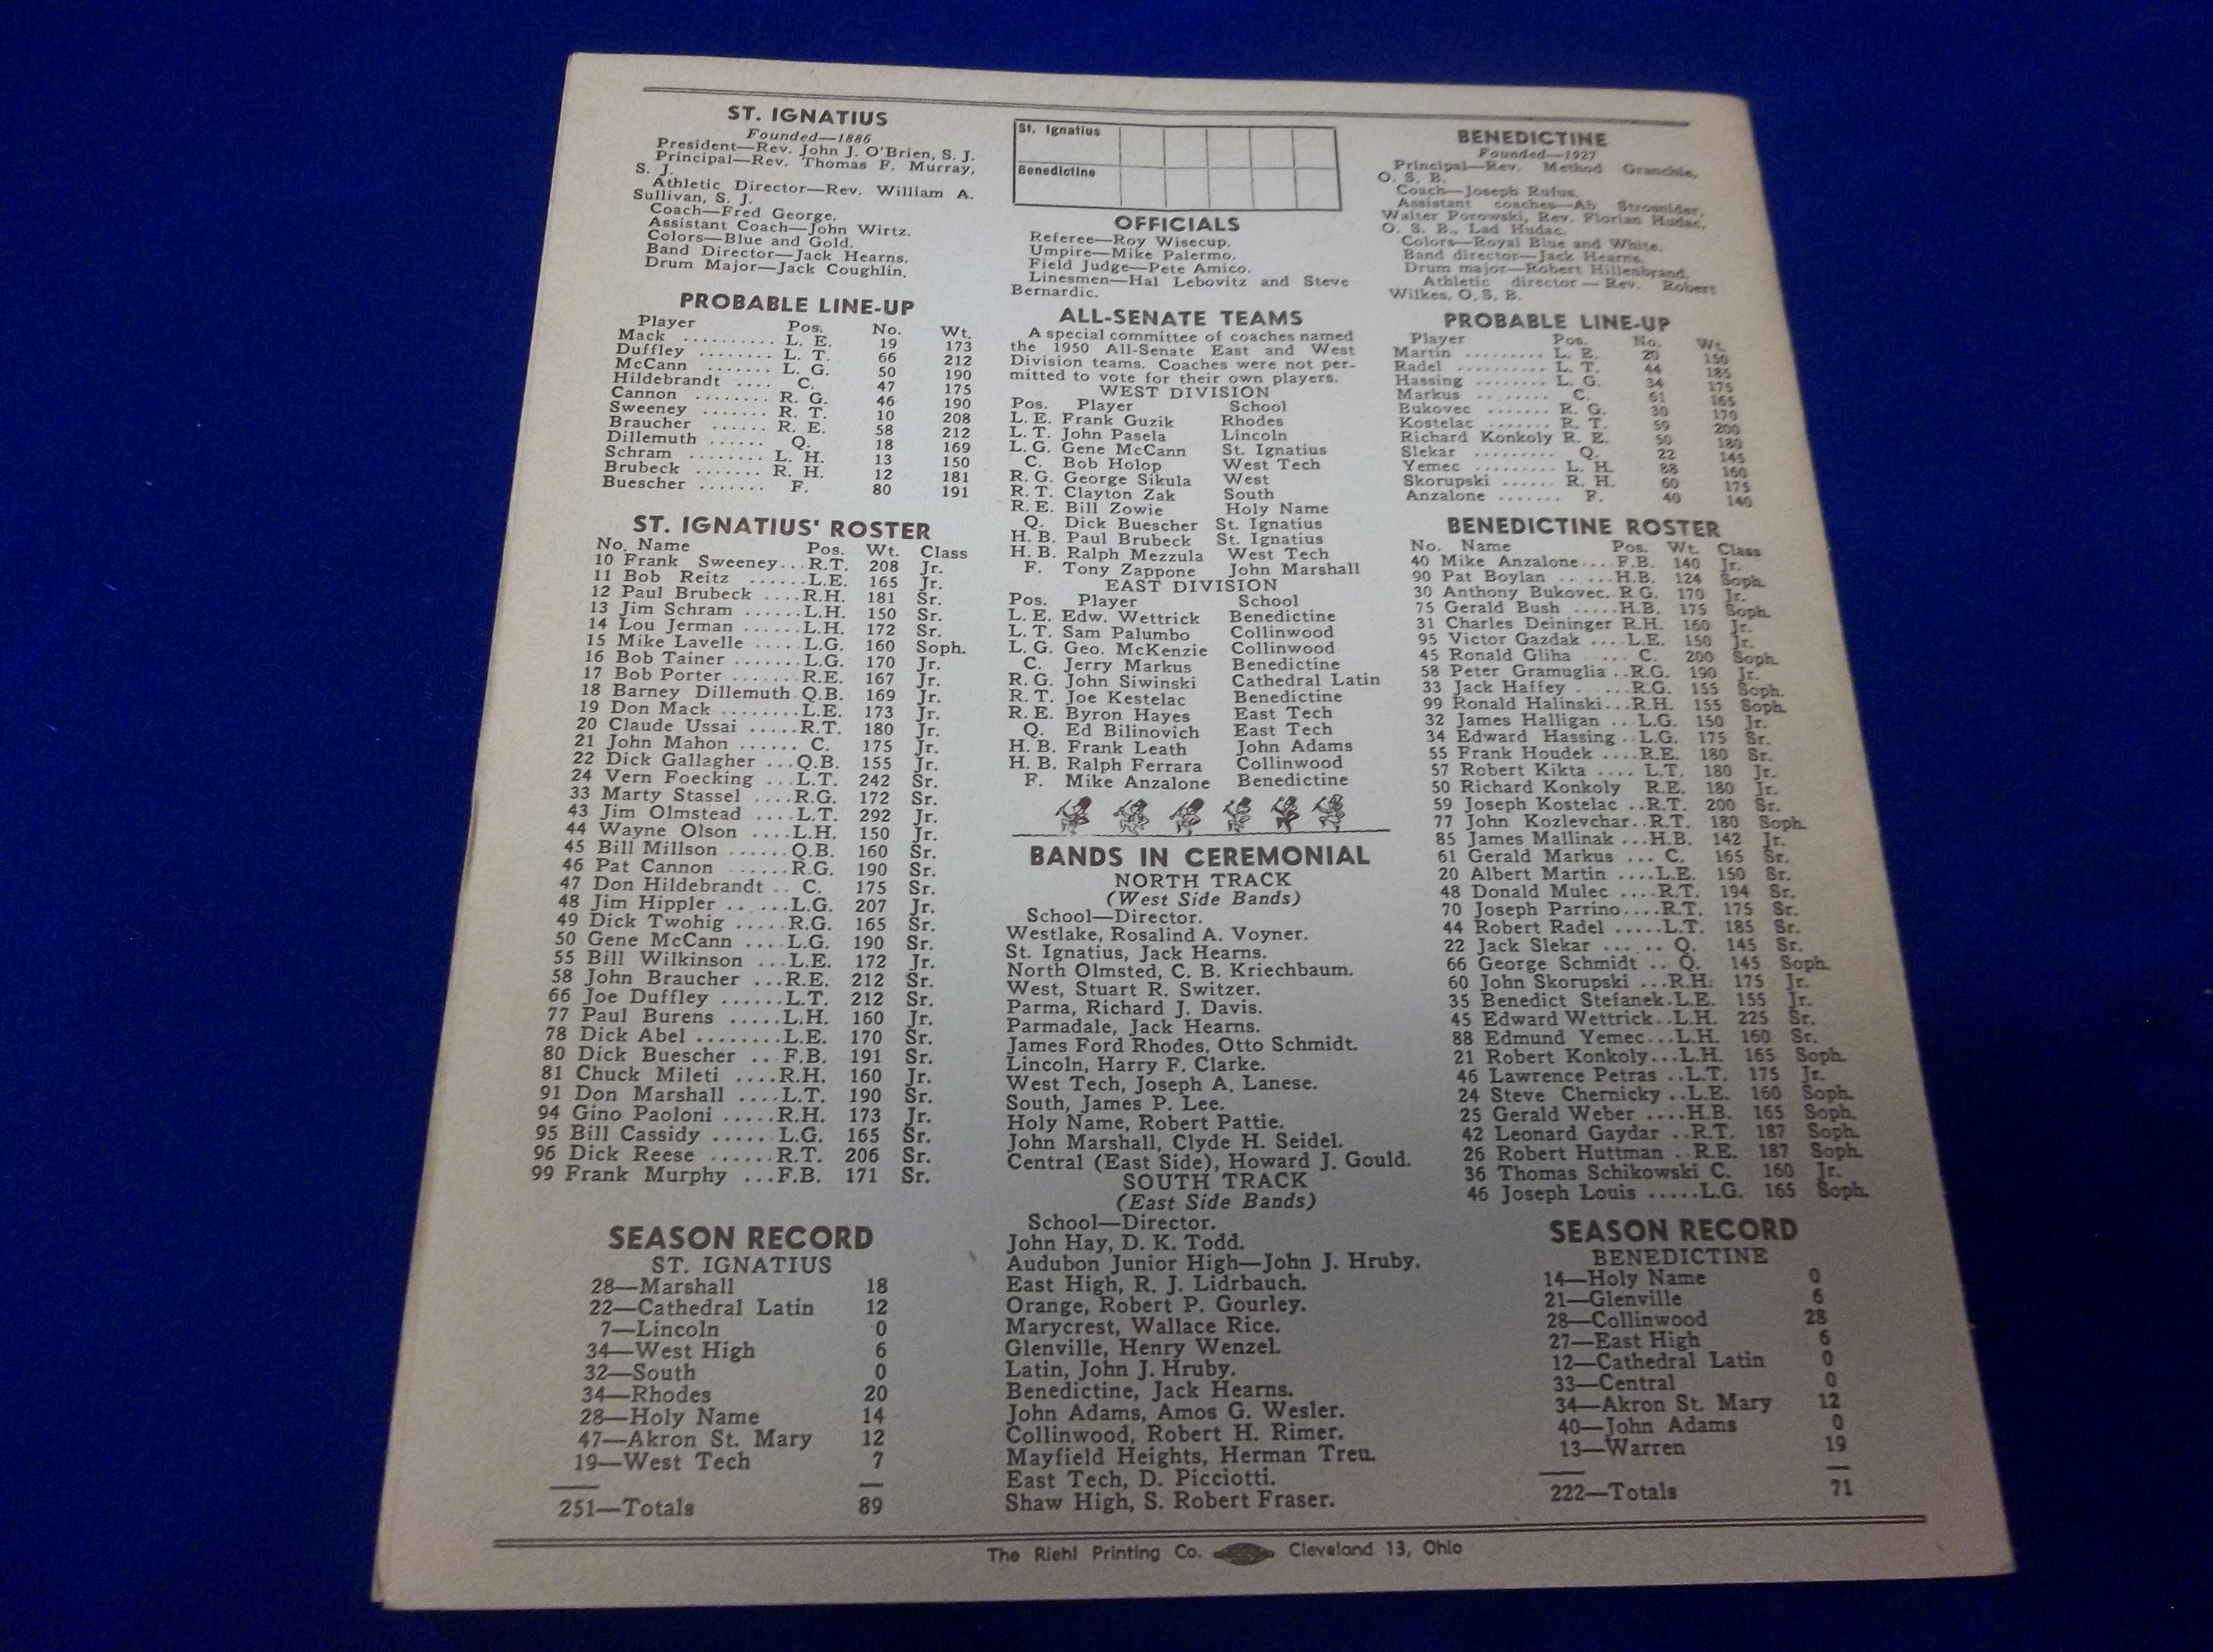 ST. IGNATIUS
Founded—1886
President—Rev. John J. O'Brien, S. J.
Principal—Rev. Thomas F. Murray,
S. J.
Athletic Director—Rev. William A.
Sullivan, S. J.
Coach—Fred George.
Assistant Coach—John Wirtz.
Colors—Blue and Gold.
Band Director—Jack Hearns.
Drum Major—Jack Coughlin.
PROBABLE LINE-UP
Player Pos. No. Wt.
Mack .......... L. E. 19 173
Duffley ........ L. T. 66 212
McCann ....... L. G. 50 190
Hildebrandt .... C. 47 175
Cannon ........ R. G. 46 190
Sweeney ....... R. T. 10 208
Braucher ...... R. E. 58 212
Dillemuth ...... Q. 18 169
Schram ........ L. H. 13 150
Brubeck ....... R. H. 12 181
Buescher ....... F. 80 191
ST. IGNATIUS' ROSTER
No. Name Pos. Wt. Class
10 Frank Sweeney...R.T. 208 Jr.
11 Bob Reitz ......L.E. 165 Jr.
12 Paul Brubeck ....R.H. 181 Sr.
13 Jim Schram ......L.H. 150 Sr.
14 Lou Jerman ......L.H. 172 Sr.
15 Mike Lavelle .....L.G. 160 Soph.
16 Bob Tainer .......L.G. 170 Jr.
17 Bob Porter .......R.E. 167 Jr.
18 Barney Dillemuth Q.B. 169 Jr.
19 Don Mack ........L.E. 173 Jr.
20 Claude Ussai .....R.T. 180 Jr.
21 John Mahon ...... C. 175 Jr.
22 Dick Gallagher ...Q.B. 155 Jr.
24 Vern Foecking ...L.T. 242 Sr.
33 Marty Stassel ....R.G. 172 Sr.
43 Jim Olmstead ....L.T. 292 Jr.
44 Wayne Olson ....L.H. 150 Jr.
45 Bill Millson ......Q.B. 160 Sr.
46 Pat Cannon ......R.G. 190 Sr.
47 Don Hildebrandt .. C. 175 Sr.
48 Jim Hippler ......L.G. 207 Jr.
49 Dick Twohig .....R.G. 165 Sr.
50 Gene McCann ....L.G. 190 Sr.
55 Bill Wilkinson ...L.E. 172 Jr.
58 John Braucher ...R.E. 212 Sr.
66 Joe Duffley ......L.T. 212 Sr.
77 Paul Burens .....L.H. 160 Jr.
78 Dick Abel ........L.E. 170 Sr.
80 Dick Buescher ...F.B. 191 Sr.
81 Chuck Mileti ....R.H. 160 Jr.
91 Don Marshall ....L.T. 190 Sr.
94 Gino Paoloni .....R.H. 173 Jr.
95 Bill Cassidy ......L.G. 165 Sr.
96 Dick Reese ......R.T. 206 Sr.
99 Frank Murphy ...F.B. 171 Sr.
SEASON RECORD
ST. IGNATIUS
28—Marshall 18
22—Cathedral Latin 12
7—Lincoln 0
34—West High 6
32—South 0
34—Rhodes 20
28—Holy Name 14
47—Akron St. Mary 12
19—West Tech 7
251—Totals 89
St. Ignatius
Benedictine
OFFICIALS
Referee—Roy Wisecup.
Umpire—Mike Palermo.
Field Judge—Pete Amico.
Linesmen—Hal Lebovitz and Steve
Bernardic.
ALL-SENATE TEAMS
A special committee of coaches named
the 1950 All-Senate East and West
Division teams. Coaches were not per-
mitted to vote for their own players.
WEST DIVISION
Pos. Player School
L. E. Frank Guzik Rhodes
L. T. John Pasela Lincoln
L. G. Gene McCann St. Ignatius
C. Bob Holop West Tech
R. G. George Sikula West
R. T. Clayton Zak South
R. E. Bill Zowie Holy Name
Q. Dick Buescher St. Ignatius
H. B. Paul Brubeck St. Ignatius
H. B. Ralph Mezzula West Tech
F. Tony Zappone John Marshall
EAST DIVISION
Pos. Player School
L. E. Edw. Wettrick Benedictine
L. T. Sam Palumbo Collinwood
L. G. Geo. McKenzie Collinwood
C. Jerry Markus Benedictine
R. G. John Siwinski Cathedral Latin
R. T. Joe Kestelac Benedictine
R. E. Byron Hayes East Tech
Q. Ed Bilinovich East Tech
H. B. Frank Leath John Adams
H. B. Ralph Ferrara Collinwood
F. Mike Anzalone Benedictine
BANDS IN CEREMONIAL
NORTH TRACK
(West Side Bands)
School—Director.
Westlake, Rosalind A. Voyner.
St. Ignatius, Jack Hearns.
North Olmsted, C. B. Kriechbaum.
West, Stuart R. Switzer.
Parma, Richard J. Davis.
Parmadale, Jack Hearns.
James Ford Rhodes, Otto Schmidt.
Lincoln, Harry F. Clarke.
West Tech, Joseph A. Lanese.
South, James P. Lee.
Holy Name, Robert Pattie.
John Marshall, Clyde H. Seidel.
Central (East Side), Howard J. Gould.
SOUTH TRACK
(East Side Bands)
School—Director.
John Hay, D. K. Todd.
Audubon Junior High—John J. Hruby.
East High, R. J. Lidrbauch.
Orange, Robert P. Gourley.
Marycrest, Wallace Rice.
Glenville, Henry Wenzel.
Latin, John J. Hruby.
Benedictine, Jack Hearns.
John Adams, Amos G. Wesler.
Collinwood, Robert H. Rimer.
Mayfield Heights, Herman Treu.
East Tech, D. Picciotti.
Shaw High, S. Robert Fraser.
BENEDICTINE
Founded—1927
Principal—Rev. Method Granchie,
O. S. B.
Coach—Joseph Rufus.
Assistant coaches—Ab Strosnider,
Walter Porowski, Rev. Florian Hudac,
O. S. B., Lad Hudac.
Colors—Royal Blue and White.
Band director—Jack Hearns.
Drum major—Robert Hillenbrand.
Athletic director — Rev. Robert
Wilkes, O. S. B.
PROBABLE LINE-UP
Player Pos. No. Wt.
Martin ......... L. E. 20 150
Radel .......... L. T. 44 185
Hassing ........ L. G. 34 175
Markus ........ C. 61 165
Bukovec ....... R. G. 30 170
Kostelac ....... R. T. 59 200
Richard Konkoly R. E. 50 180
Slekar ......... Q. 22 145
Yemec ......... L. H. 88 160
Skorupski ...... R. H. 60 175
Anzalone ....... F. 40 140
BENEDICTINE ROSTER
No. Name Pos. Wt. Class
40 Mike Anzalone....F.B. 140 Jr.
90 Pat Boylan ......H.B. 124 Soph.
30 Anthony Bukovec. R.G. 170 Jr.
75 Gerald Bush .....H.B. 175 Soph.
31 Charles Deininger R.H. 160 Jr.
95 Victor Gazdak ....L.E. 150 Jr.
45 Ronald Gliha ..... C. 200 Soph.
58 Peter Gramuglia ..R.G. 190 Jr.
33 Jack Haffey ......R.G. 155 Soph.
99 Ronald Halinski...R.H. 155 Soph.
32 James Halligan ...L.G. 150 Jr.
34 Edward Hassing ..L.G. 175 Sr.
55 Frank Houdek ....R.E. 180 Sr.
57 Robert Kikta .... L.T. 180 Jr.
50 Richard Konkoly R.E. 180 Jr.
59 Joseph Kostelac ..R.T. 200 Sr.
77 John Kozlevchar..R.T. 180 Soph.
85 James Mallinak ...H.B. 142 Jr.
61 Gerald Markus ... C. 165 Sr.
20 Albert Martin ....L.E. 150 Sr.
48 Donald Mulec ....R.T. 194 Sr.
70 Joseph Parrino....R.T. 175 Sr.
44 Robert Radel .....L.T. 185 Sr.
22 Jack Slekar ... .. Q. 145 Sr.
66 George Schmidt .. Q. 145 Soph.
60 John Skorupski ...R.H. 175 Jr.
35 Benedict Stefanek.L.E. 155 Jr.
45 Edward Wettrick..L.H. 225 Sr.
88 Edmund Yemec...L.H. 160 Sr.
21 Robert Konkoly...L.H. 165 Soph.
46 Lawrence Petras ..L.T. 175 Jr.
24 Steve Chernicky ..L.E. 160 Soph.
25 Gerald Weber ....H.B. 165 Soph.
42 Leonard Gaydar ..R.T. 187 Soph.
26 Robert Huttman ..R.E. 187 Soph.
36 Thomas Schikowski C. 160 Jr.
46 Joseph Louis .....L.G. 165 Soph.
SEASON RECORD
BENEDICTINE
14—Holy Name 0
21—Glenville 6
28—Collinwood 28
27—East High 6
12—Cathedral Latin 0
33—Central 0
34—Akron St. Mary 12
40—John Adams 0
13—Warren 19
222—Totals 71
The Riehl Printing Co. Cleveland 13, Ohio